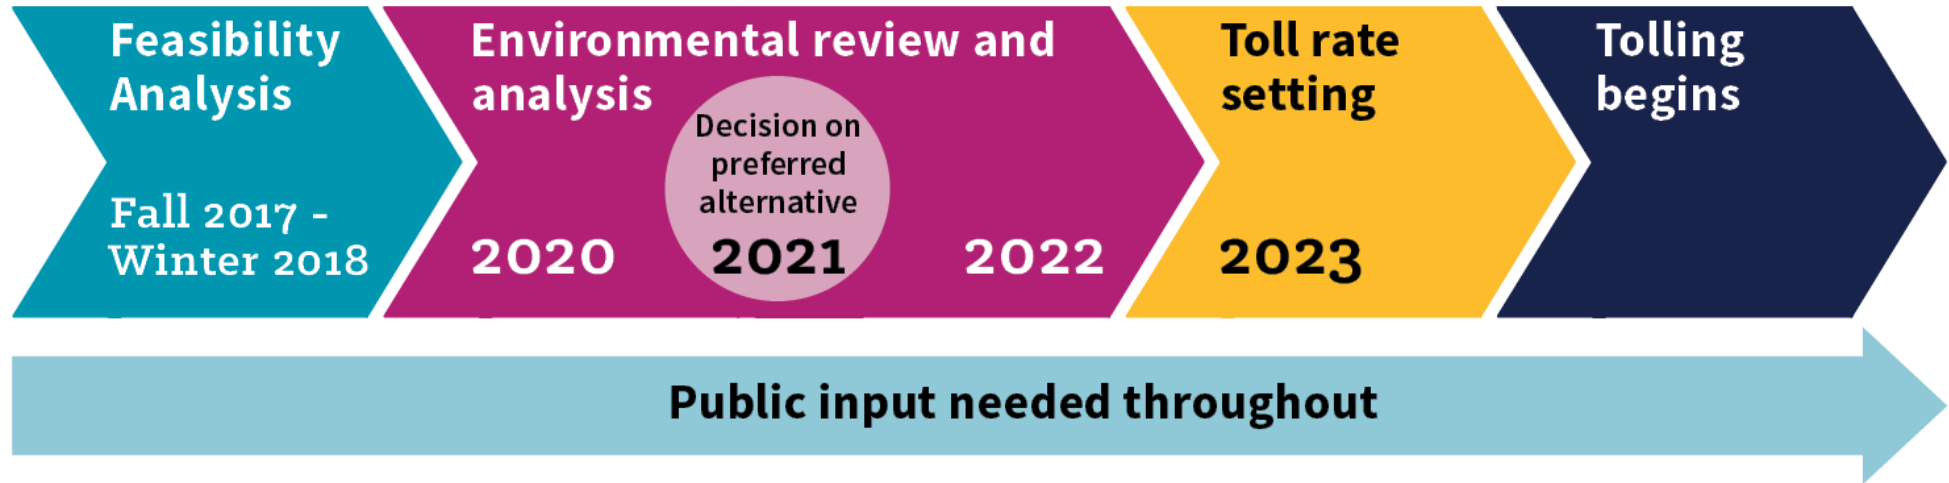 Feasibility
Analysis
Fall 2017 -
Winter 2018
Environmental review and
analysis
Decision on
preferred
alternative
2020
2021
2022
Toll rate
setting
2023
Tolling
begins
Public input needed throughout